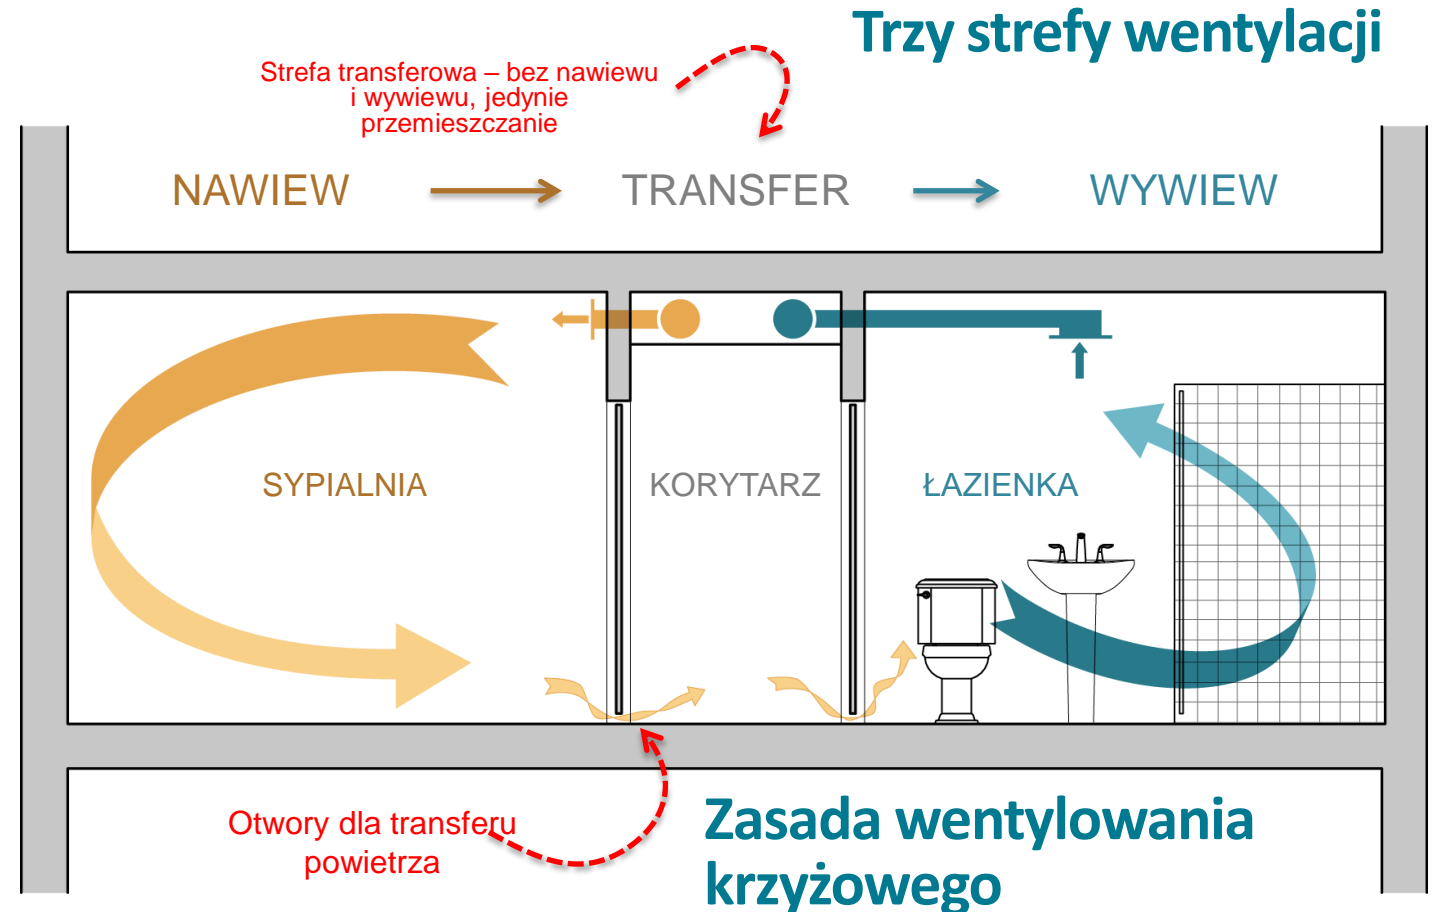 Trzy strefy wentylacji
Strefa transferowa – bez nawiewu
i wywiewu, jedynie
przemieszczanie
NAWIEW
TRANSFER
WYWIEW
SYPIALNIA
KORYTARZ
ŁAZIENKA
Otwory dla transferu
powietrza
Zasada wentylowania
krzyżowego